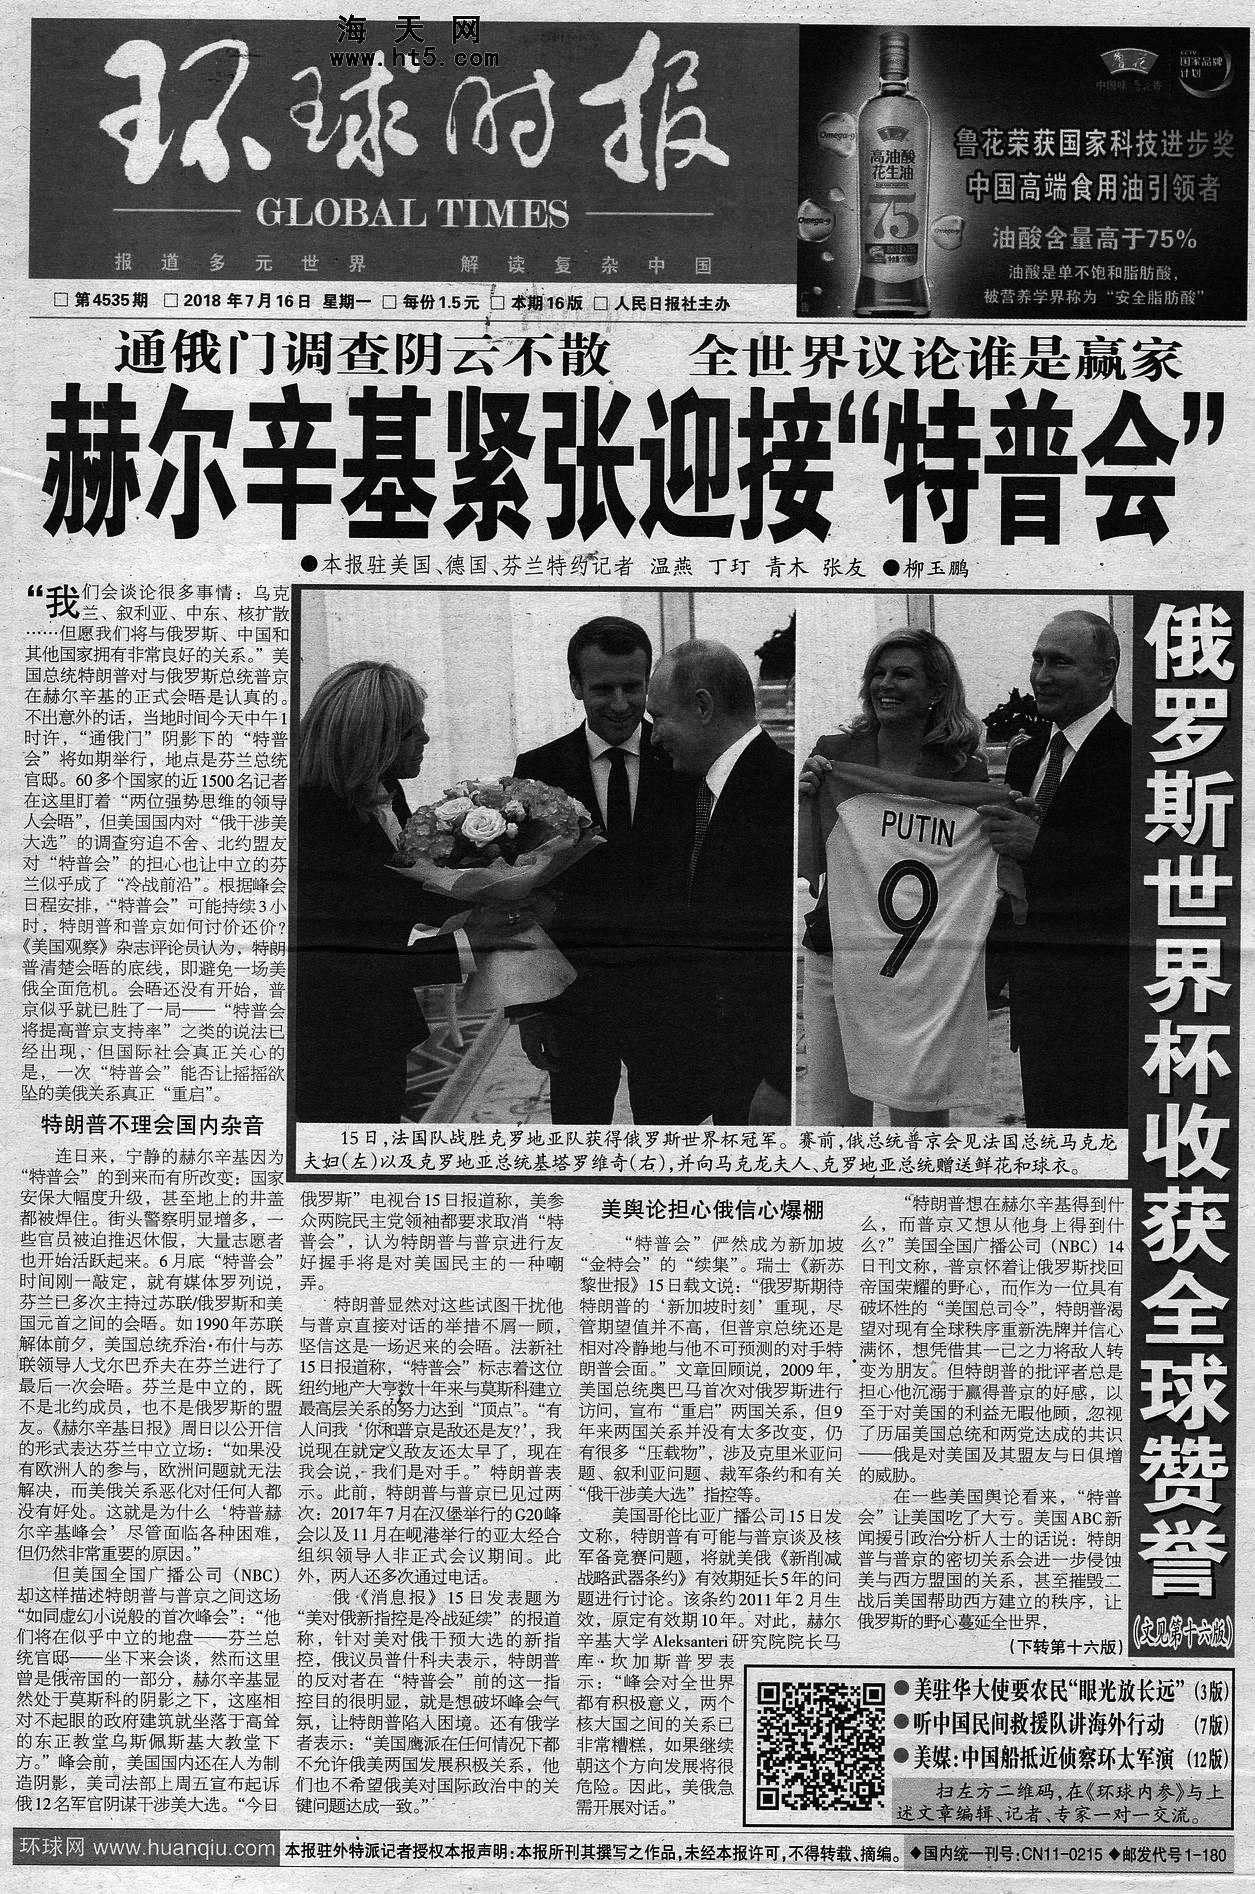 海天网
www.ht5.com
环球时报
GLOBAL TIMES
报道多元世界 解读复杂中国
鲁花
中国味 鲁花香
CCTV
国家品牌
计划
Omega-9
Omega-9
Omega-9
高油酸
花生油
75
鲁花荣获国家科技进步奖
中国高端食用油引领者
油酸含量高于75%
油酸是单不饱和脂肪酸，
被营养学界称为“安全脂肪酸”
□ 第4535期 □ 2018年7月16日 星期一 □ 每份1.5元 □ 本期16版 □ 人民日报社主办
通俄门调查阴云不散 全世界议论谁是赢家
赫尔辛基紧张迎接“特普会”
●本报驻美国、德国、芬兰特约记者 温燕 丁玎 青木 张友 ●柳玉鹏
“我们会谈论很多事情：乌克
兰、叙利亚、中东、核扩散
……但愿我们将与俄罗斯、中国和
其他国家拥有非常良好的关系。”美
国总统特朗普对与俄罗斯总统普京
在赫尔辛基的正式会晤是认真的。
不出意外的话，当地时间今天中午1
时许，“通俄门”阴影下的“特普
会”将如期举行，地点是芬兰总统
官邸。60多个国家的近1500名记者
在这里盯着“两位强势思维的领导
人会晤”，但美国国内对“俄干涉美
大选”的调查穷追不舍、北约盟友
对“特普会”的担心也让中立的芬
兰似乎成了“冷战前沿”。根据峰会
日程安排，“特普会”可能持续3小
时，特朗普和普京如何讨价还价？
《美国观察》杂志评论员认为，特朗
普清楚会晤的底线，即避免一场美
俄全面危机。会晤还没有开始，普
京似乎就已胜了一局——“特普会
将提高普京支持率”之类的说法已
经出现，但国际社会真正关心的
是，一次“特普会”能否让摇摇欲
坠的美俄关系真正“重启”。
特朗普不理会国内杂音
连日来，宁静的赫尔辛基因为
“特普会”的到来而有所改变：国家
安保大幅度升级，甚至地上的井盖
都被焊住。街头警察明显增多，一
些官员被迫推迟休假，大量志愿者
也开始活跃起来。6月底“特普会”
时间刚一敲定，就有媒体罗列说，
芬兰已多次主持过苏联/俄罗斯和美
国元首之间的会晤。如1990年苏联
解体前夕，美国总统乔治·布什与苏
联领导人戈尔巴乔夫在芬兰进行了
最后一次会晤。芬兰是中立的，既
不是北约成员，也不是俄罗斯的盟
友。《赫尔辛基日报》周日以公开信
的形式表达芬兰中立立场：“如果没
有欧洲人的参与，欧洲问题就无法
解决，而美俄关系恶化对任何人都
没有好处。这就是为什么‘特普赫
尔辛基峰会’尽管面临各种困难，
但仍然非常重要的原因。”
但美国全国广播公司（NBC）
却这样描述特朗普与普京之间这场
“如同虚幻小说般的首次峰会”：“他
们将在似乎中立的地盘——芬兰总
统官邸——坐下来会谈，然而这里
曾是俄帝国的一部分，赫尔辛基显
然处于莫斯科的阴影之下，这座相
对不起眼的政府建筑就坐落于高耸
的东正教堂乌斯佩斯基大教堂下
方。”峰会前，美国国内还在人为制
造阴影，美司法部上周五宣布起诉
俄12名军官阴谋干涉美大选。“今日
PUTIN
9
15日，法国队战胜克罗地亚队获得俄罗斯世界杯冠军。赛前，俄总统普京会见法国总统马克龙
夫妇（左）以及克罗地亚总统基塔罗维奇（右），并向马克龙夫人、克罗地亚总统赠送鲜花和球衣。
俄罗斯”电视台15日报道称，美参
众两院民主党领袖都要求取消“特
普会”，认为特朗普与普京进行友
好握手将是对美国民主的一种嘲
弄。
特朗普显然对这些试图干扰他
与普京直接对话的举措不屑一顾，
坚信这是一场迟来的会晤。法新社
15日报道称，“特普会”标志着这位
纽约地产大亨数十年来与莫斯科建立
最高层关系的努力达到“顶点”。“有
人问我‘你和普京是敌还是友？’，我
说现在就定义敌友还太早了，现在
我会说，我们是对手。”特朗普表
示。此前，特朗普与普京已见过两
次：2017年7月在汉堡举行的G20峰
会以及11月在岘港举行的亚太经合
组织领导人非正式会议期间。此
外，两人还多次通过电话。
俄《消息报》15日发表题为
“美对俄新指控是冷战延续”的报道
称，针对美对俄干预大选的新指
控，俄议员普什科夫表示，特朗普
的反对者在“特普会”前的这一指
控目的很明显，就是想破坏峰会气
氛，让特朗普陷入困境。还有俄学
者表示：“美国鹰派在任何情况下都
不允许俄美两国发展积极关系，他
们也不希望俄美对国际政治中的关
键问题达成一致。”
美舆论担心俄信心爆棚
“特普会”俨然成为新加坡
“金特会”的“续集”。瑞士《新苏
黎世报》15日载文说：“俄罗斯期待
特朗普的‘新加坡时刻’重现，尽
管期望值并不高，但普京总统还是
相对冷静地与他不可预测的对手特
朗普会面。”文章回顾说，2009年，
美国总统奥巴马首次对俄罗斯进行
访问，宣布“重启”两国关系，但9
年来两国关系并没有太多改变，仍
有很多“压载物”，涉及克里米亚问
题、叙利亚问题、裁军条约和有关
“俄干涉美大选”指控等。
美国哥伦比亚广播公司15日发
文称，特朗普有可能与普京谈及核
军备竞赛问题，将就美俄《新削减
战略武器条约》有效期延长5年的问
题进行讨论。该条约2011年2月生
效，原定有效期10年。对此，赫尔
辛基大学Aleksanteri研究院院长马
库·坎加斯普罗表
示：“峰会对全世界
都有积极意义，两个
核大国之间的关系已
非常糟糕，如果继续
朝这个方向发展将很
危险。因此，美俄急
需开展对话。”
“特朗普想在赫尔辛基得到什
么，而普京又想从他身上得到什
么？”美国全国广播公司（NBC）14
日刊文称，普京怀着让俄罗斯找回
帝国荣耀的野心，而作为一位具有
破坏性的“美国总司令”，特朗普渴
望对现有全球秩序重新洗牌并信心
满怀，想凭借其一己之力将敌人转
变为朋友。但特朗普的批评者总是
担心他沉溺于赢得普京的好感，以
至于对美国的利益无暇他顾，忽视
了历届美国总统和两党达成的共识
——俄是对美国及其盟友与日俱增
的威胁。
在一些美国舆论看来，“特普
会”让美国吃了大亏。美国ABC新
闻援引政治分析人士的话说：特朗
普与普京的密切关系会进一步侵蚀
美与西方盟国的关系，甚至摧毁二
战后美国帮助西方建立的秩序，让
俄罗斯的野心蔓延全世界，
（下转第十六版）
俄罗斯世界杯收获全球赞誉
（文见第十六版）
●美驻华大使要农民“眼光放长远”（3版）
●听中国民间救援队讲海外行动（7版）
●美媒：中国船抵近侦察环太军演（12版）
扫左方二维码，在《环球内参》与上
述文章编辑、记者、专家一对一交流。
环球网 www.huanqiu.com
本报驻外特派记者授权本报声明：本报所刊其撰写之作品，未经本报许可，不得转载、摘编。
◆国内统一刊号：CN11-0215 ◆邮发代号1-180